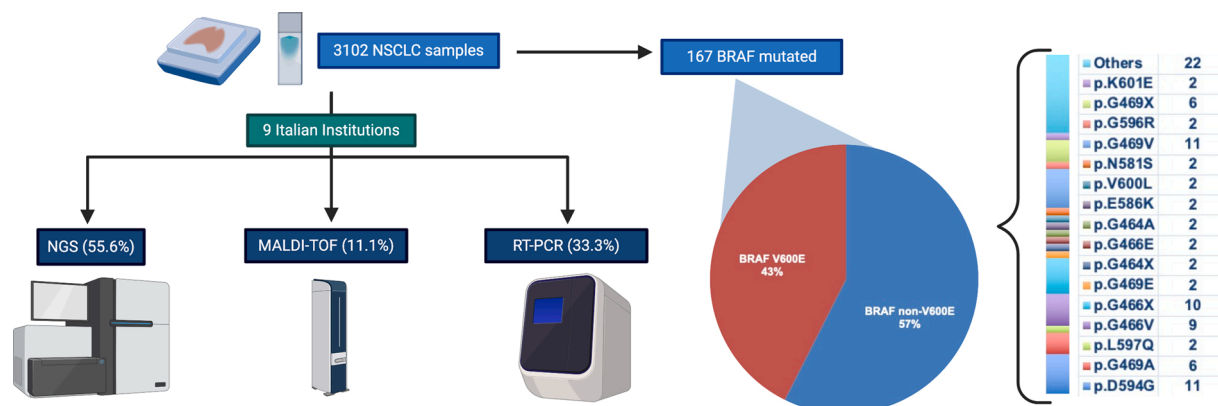 3102 NSCLC samples
167 BRAF mutated
9 Italian Institutions
NGS (55.6%)
MALDI-TOF (11.1%)
RT-PCR (33.3%)
BRAF V600E
43%
BRAF non-V600E
57%
Others 22
p.K601E 2
p.G469X 6
p.G596R 2
p.G469V 11
p.N581S 2
p.V600L 2
p.E586K 2
p.G464A 2
p.G466E 2
p.G464X 2
p.G469E 2
p.G466X 10
p.G466V 9
p.L597Q 2
p.G469A 6
p.D594G 11